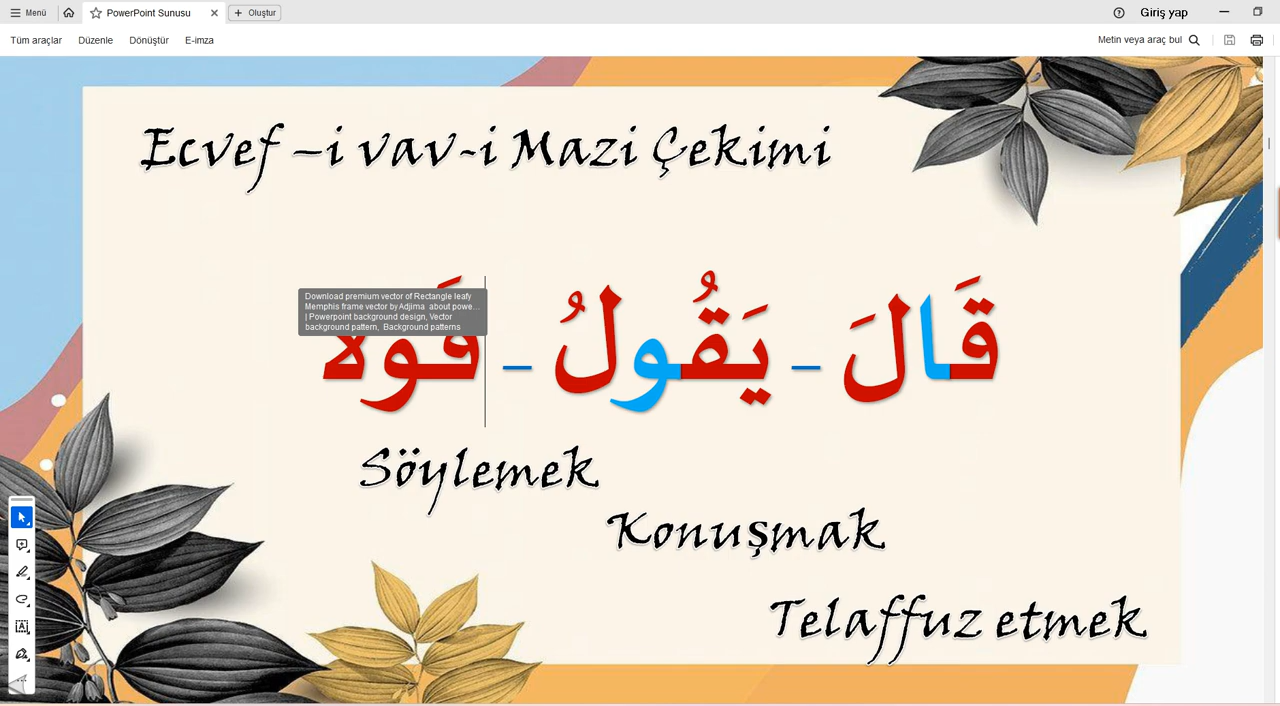 Menü
PowerPoint Sunusu
Oluştur
Giriş yap
Tüm araçlar
Düzenle
Dönüştür
E-imza
Metin veya araç bul
Ecvef –i vav-i Mazi Çekimi
قَالَ – يَقُولُ – قَولا
Download premium vector of Rectangle leafy
Memphis frame vector by Adjima about powe...
| Powerpoint background design, Vector
background pattern, Background patterns
Söylemek
Konuşmak
Telaffuz etmek